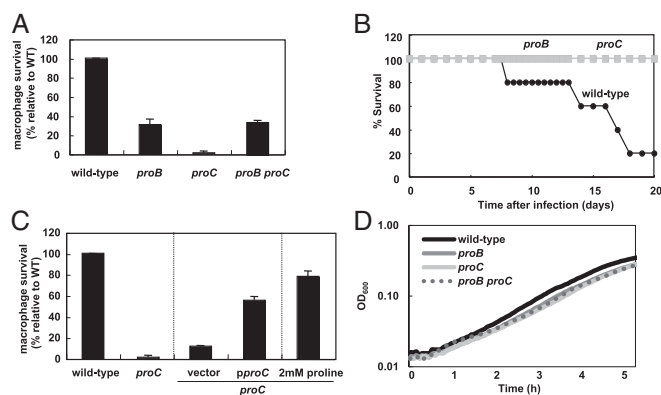 A
macrophage survival
(% relative to WT)
120
100
80
60
40
20
0
wild-type proB proC proB proC
B
% Survival
100
80
60
40
20
0
proB proC
wild-type
0 5 10 15 20
Time after infection (days)
C
macrophage survival
(% relative to WT)
120
100
80
60
40
20
0
wild-type proC vector pproC 2mM proline
proC
D
OD600
1.00
0.10
0.01
wild-type
proB
proC
proB proC
0 1 2 3 4 5
Time (h)